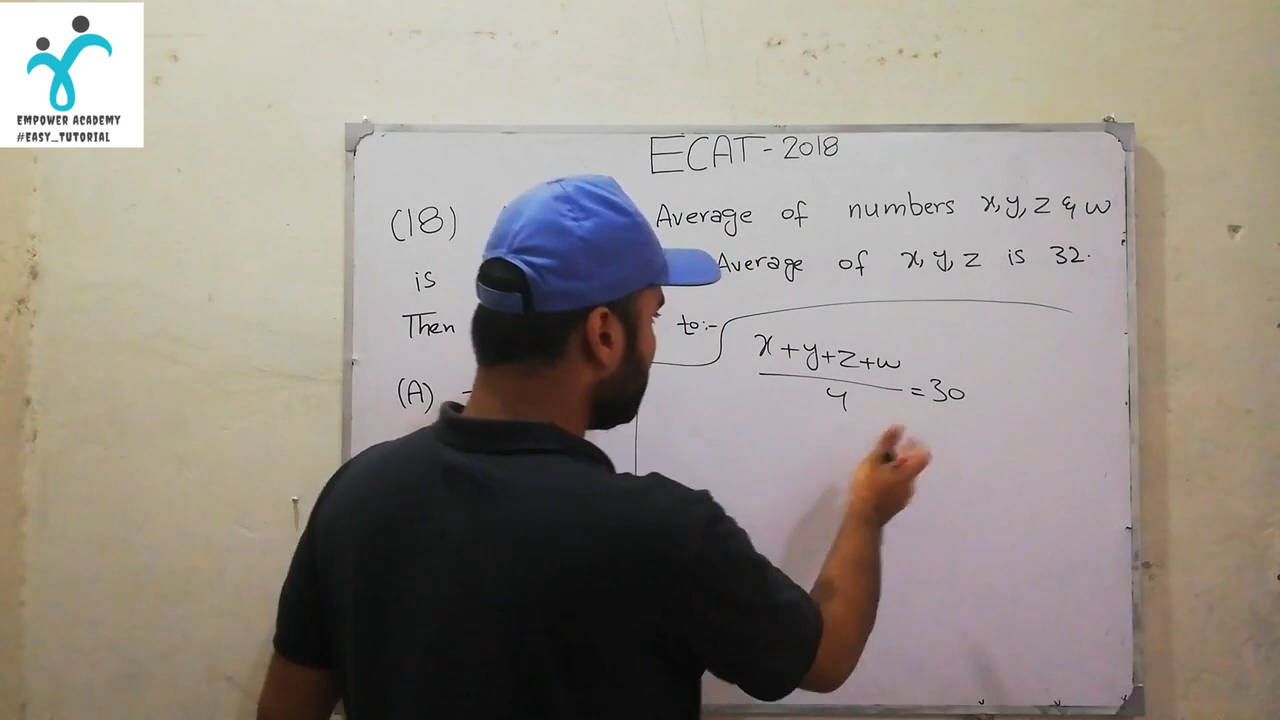 EMPOWER ACADEMY
#EASY_TUTORIAL
ECAT-2018
(18) Average of numbers x, y, z & w
is Average of x, y, z is 32.
Then to:-
(A)
x+y+z+w
4 =30